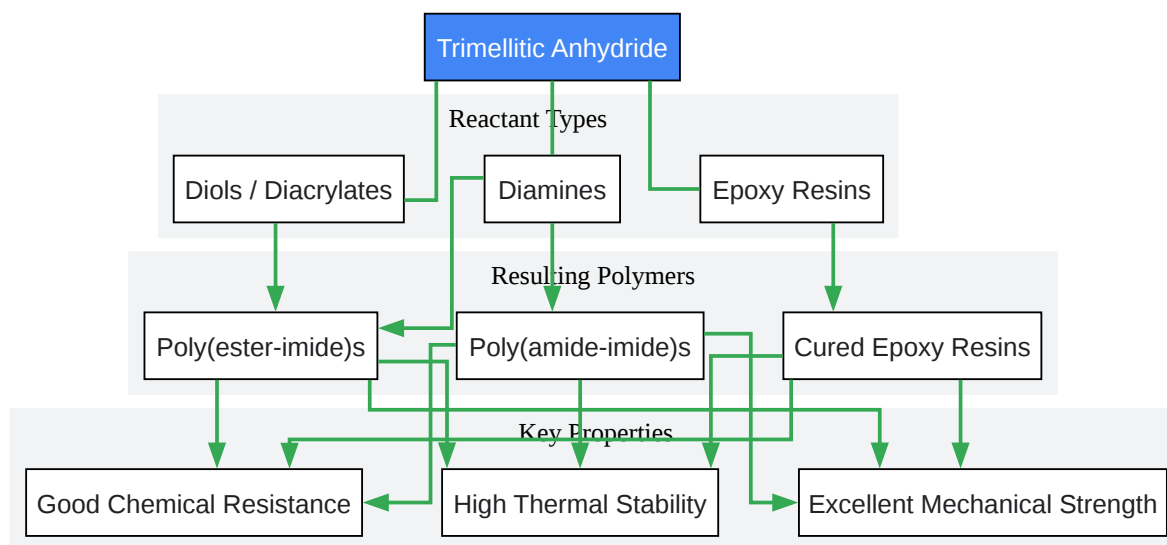 Trimellitic Anhydride
Reactant Types
Diols / Diacrylates
Diamines
Epoxy Resins
Resulting Polymers
Poly(ester-imide)s
Poly(amide-imide)s
Cured Epoxy Resins
Key Properties
Good Chemical Resistance
High Thermal Stability
Excellent Mechanical Strength